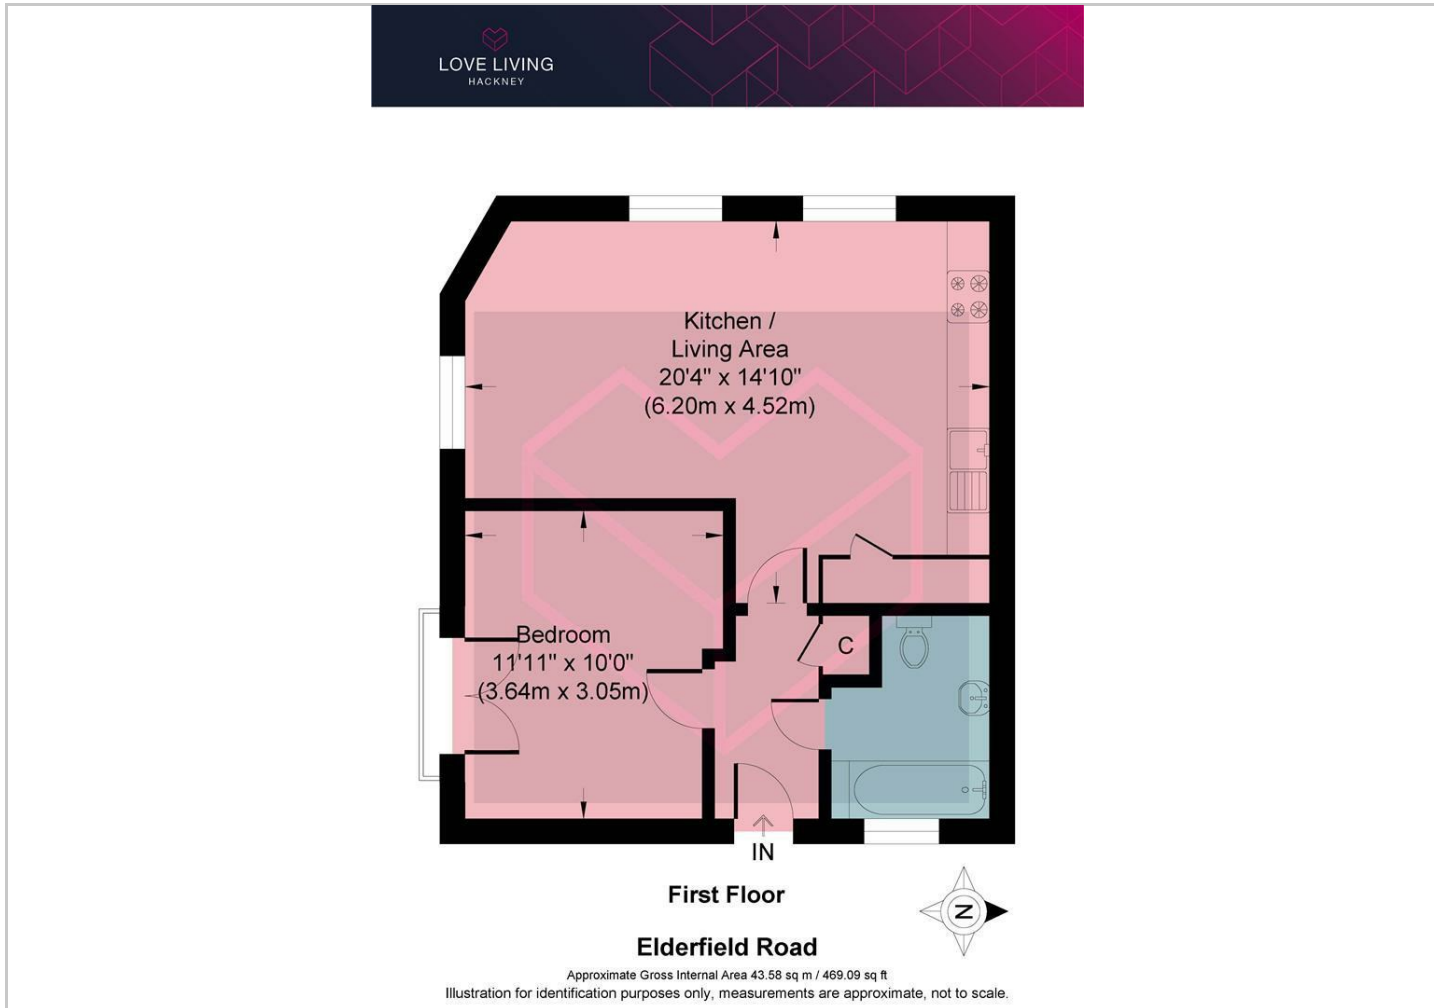 LOVE LIVING
HACKNEY
Kitchen /
Living Area
20'4" x 14'10"
(6.20m x 4.52m)
Bedroom
11'11" x 10'0"
(3.64m x 3.05m)
C
IN
First Floor
N
Elderfield Road
Approximate Gross Internal Area 43.58 sq m / 469.09 sq ft
Illustration for identification purposes only, measurements are approximate, not to scale.